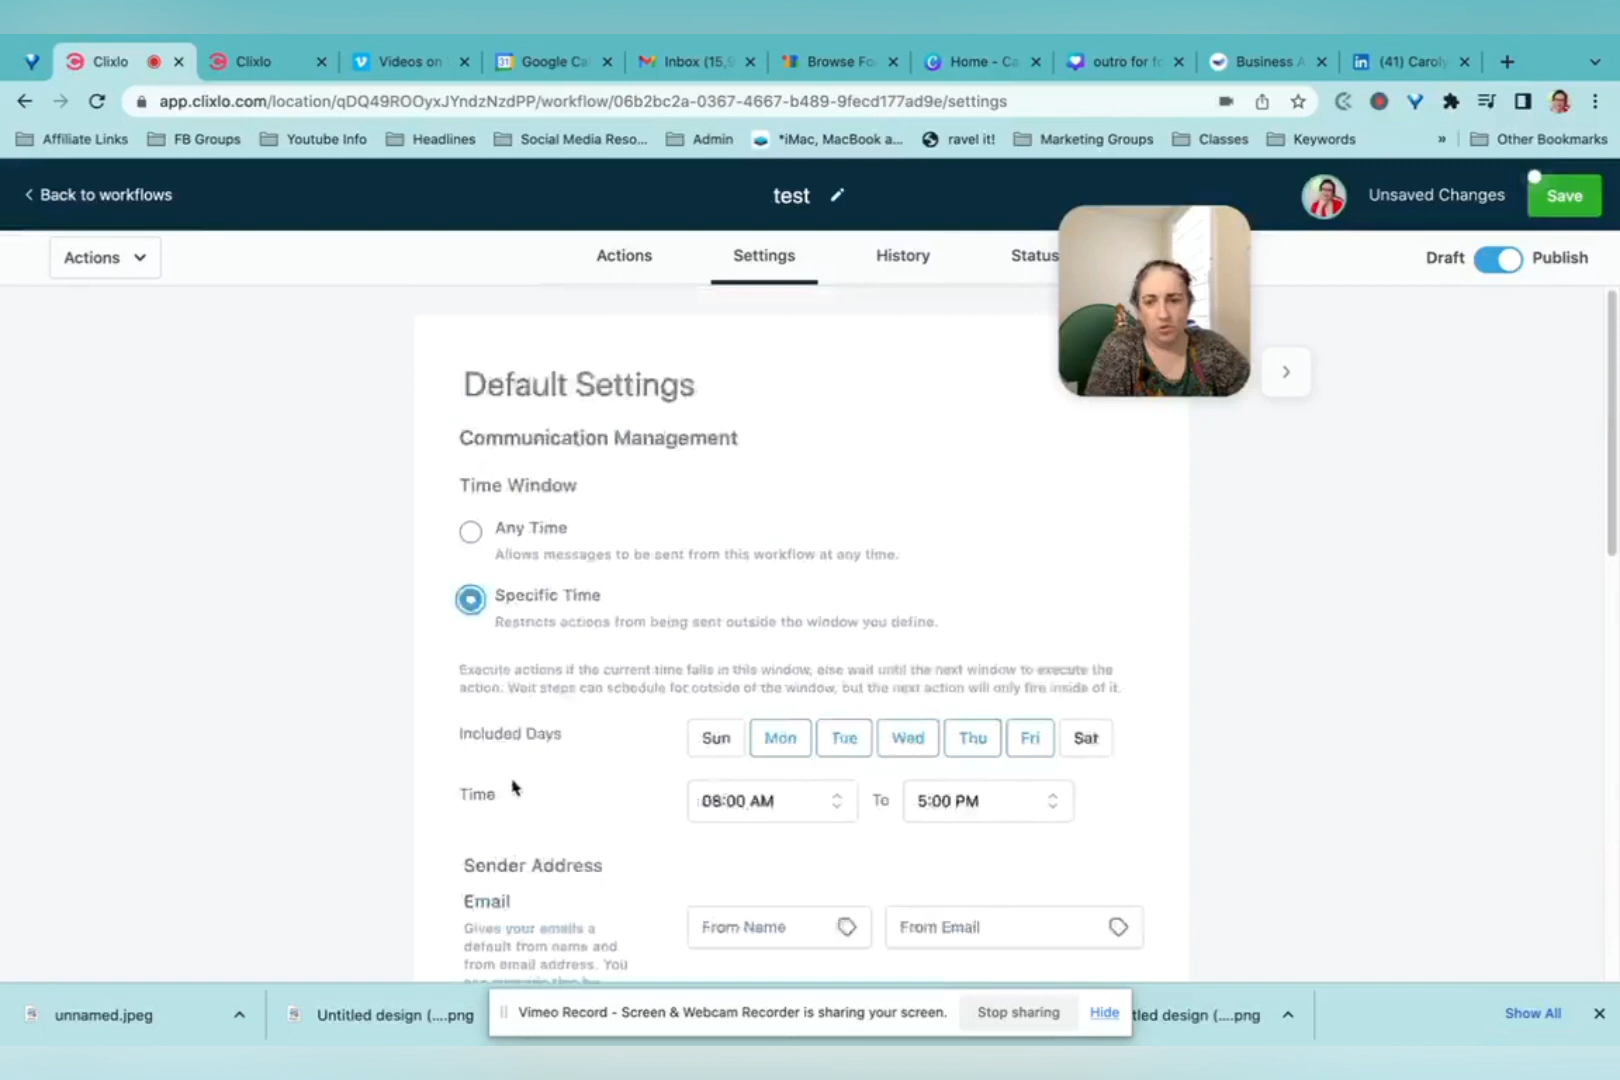 Clixlo
Clixlo
Videos on
Google Ca
Inbox (15,9
Browse Fo
Home - Ca
outro for fo
Business A
(41) Caroly
app.clixlo.com/location/qDQ49ROOyxJYndzNzdPP/workflow/06b2bc2a-0367-4667-b489-9fecd177ad9e/settings
Affiliate Links
FB Groups
Youtube Info
Headlines
Social Media Reso...
Admin
*iMac, MacBook a...
ravel it!
Marketing Groups
Classes
Keywords
»
Other Bookmarks
Back to workflows
test
Unsaved Changes
Save
Actions
Actions
Settings
History
Status
Draft
Publish
Default Settings
Communication Management
Time Window
Any Time
Allows messages to be sent from this workflow at any time.
Specific Time
Restricts actions from being sent outside the window you define.
Execute actions if the current time falls in this window, else wait until the next window to execute the
action. Wait steps can schedule for outside of the window, but the next action will only fire inside of it.
Included Days
Sun
Mon
Tue
Wed
Thu
Fri
Sat
Time
08:00 AM
To
5:00 PM
Sender Address
Email
From Name
From Email
Gives your emails a
default from name and
from email address. You
unnamed.jpeg
Untitled design (....png
Vimeo Record - Screen & Webcam Recorder is sharing your screen.
Stop sharing
Hide
tled design (....png
Show All